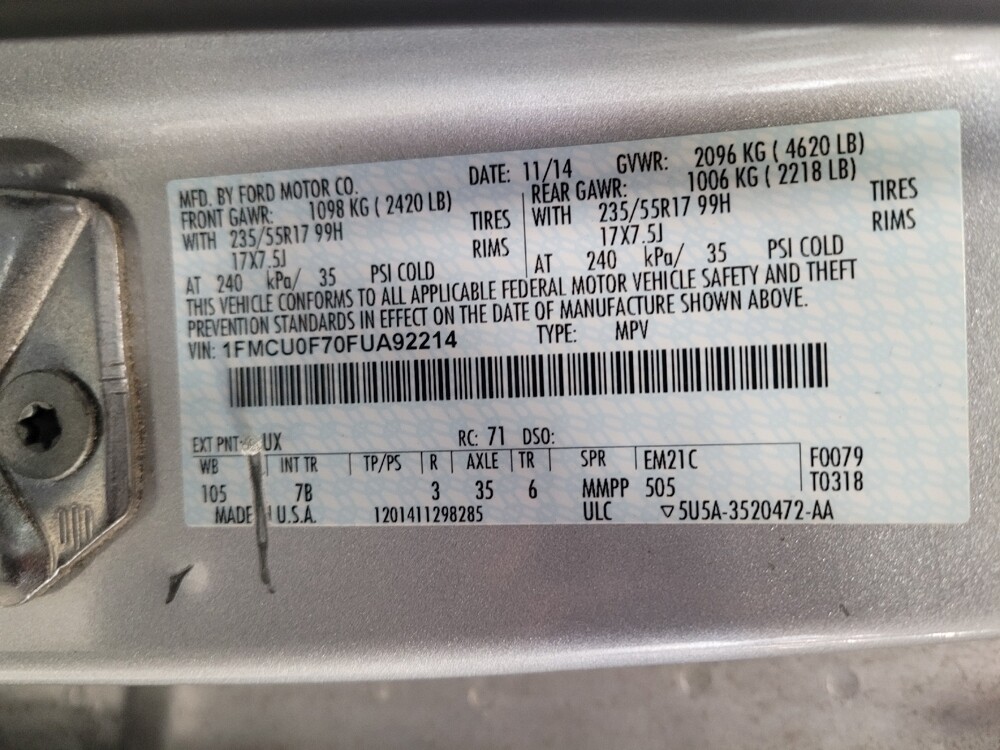 MFD. BY FORD MOTOR CO. DATE: 11/14 GVWR: 2096 KG ( 4620 LB)
FRONT GAWR: 1098 KG ( 2420 LB) REAR GAWR: 1006 KG ( 2218 LB)
WITH 235/55R17 99H TIRES WITH 235/55R17 99H TIRES
17X7.5J RIMS 17X7.5J RIMS
AT 240 kPa/ 35 PSI COLD AT 240 kPa/ 35 PSI COLD
THIS VEHICLE CONFORMS TO ALL APPLICABLE FEDERAL MOTOR VEHICLE SAFETY AND THEFT
PREVENTION STANDARDS IN EFFECT ON THE DATE OF MANUFACTURE SHOWN ABOVE.
VIN: 1FMCU0F70FUA92214 TYPE: MPV
EXT PNT: UX RC: 71 DSO:
WB INT TR TP/PS R AXLE TR SPR EM21C F0079
105 7B 3 35 6 MMPP 505 T0318
MADE U.S.A. 1201411298285 ULC ▽5U5A-3520472-AA